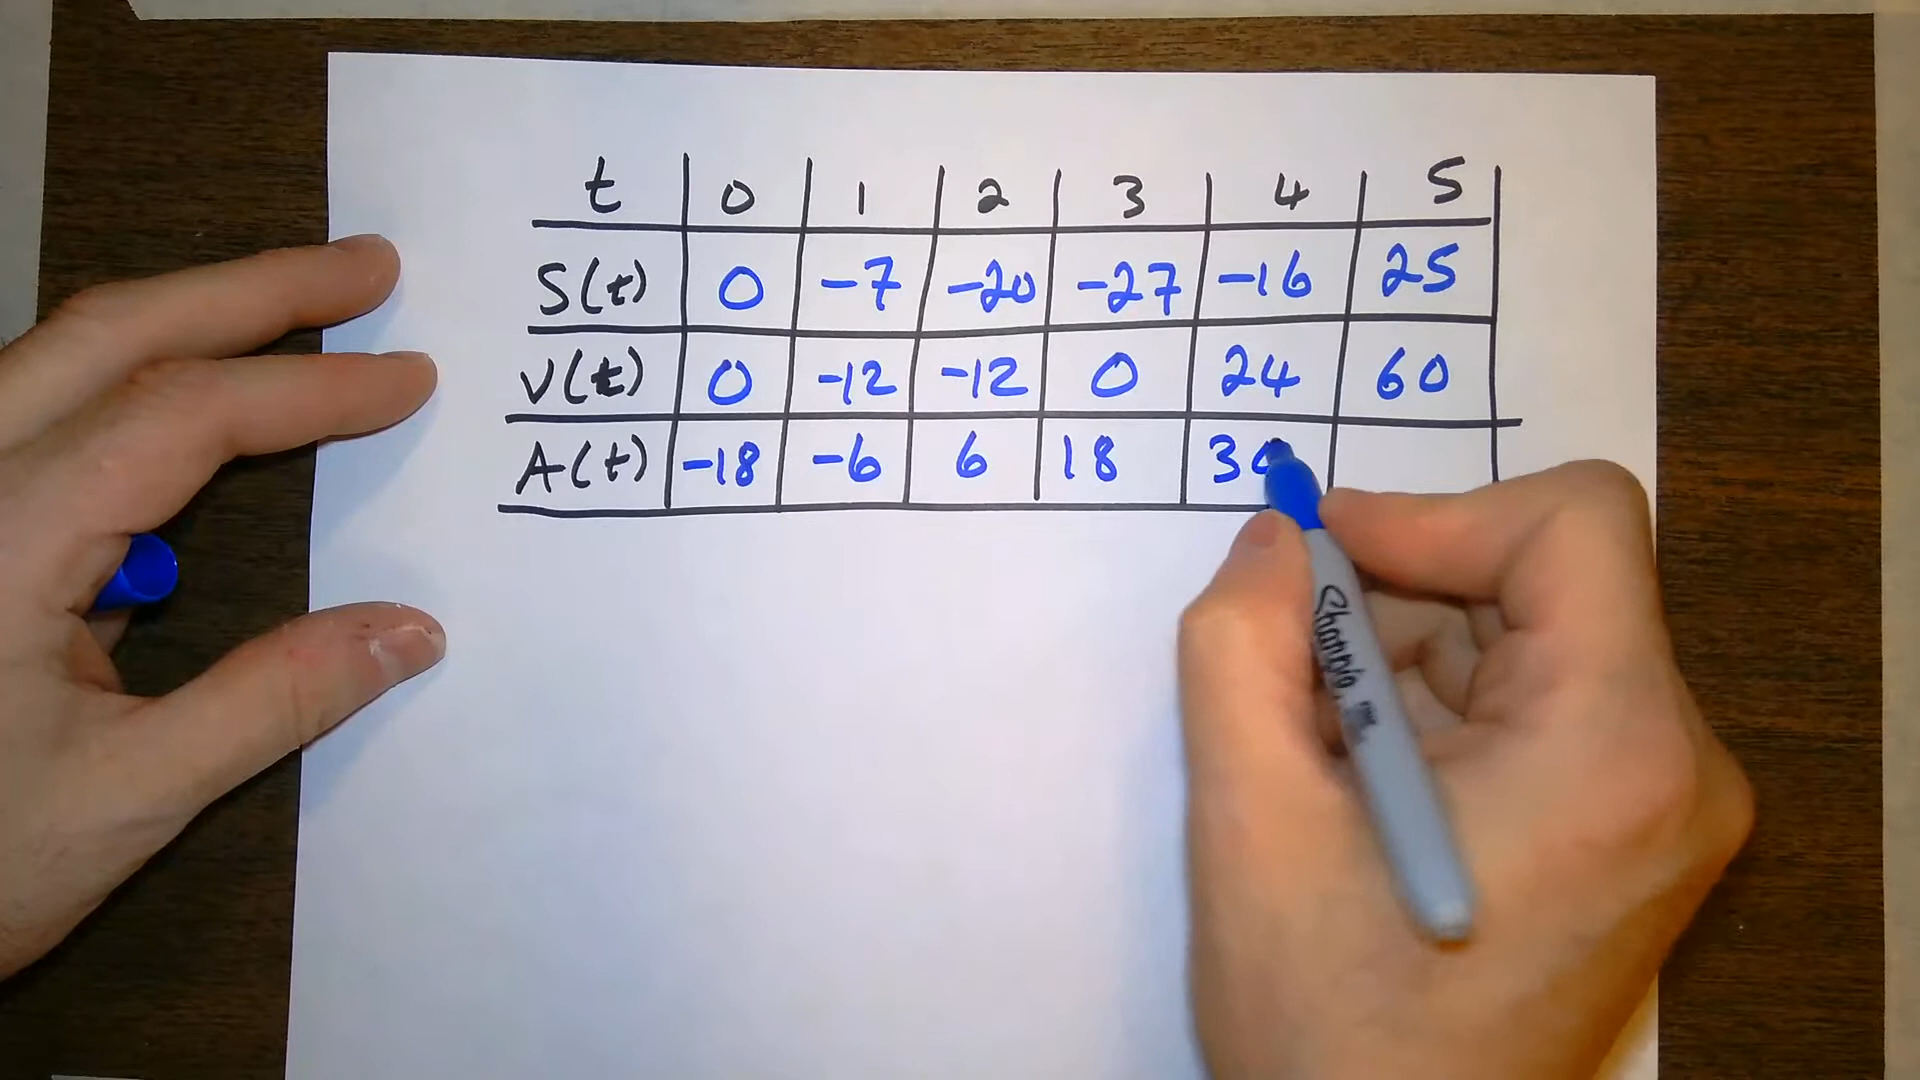 t 0 1 2 3 4 5
S(t) 0 -7 -20 -27 -16 25
V(t) 0 -12 -12 0 24 60
A(t) -18 -6 6 18 30
Sharpie.